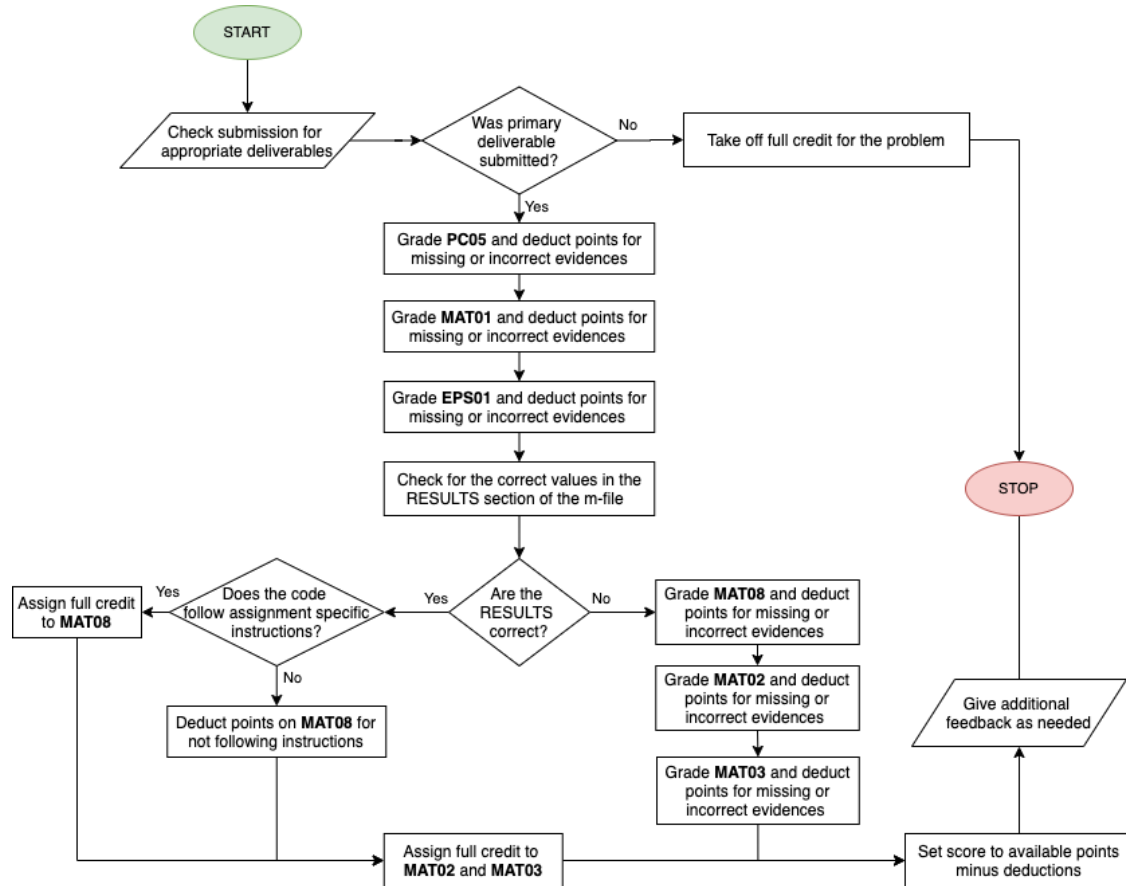 START
Check submission for
appropriate deliverables
Was primary
deliverable
submitted?
No
Take off full credit for the problem
Yes
Grade PC05 and deduct points for
missing or incorrect evidences
Grade MAT01 and deduct points for
missing or incorrect evidences
Grade EPS01 and deduct points for
missing or incorrect evidences
Check for the correct values in the
RESULTS section of the m-file
STOP
Are the
RESULTS
correct?
Yes
No
Does the code
follow assignment specific
instructions?
Yes
Assign full credit
to MAT08
No
Deduct points on MAT08 for
not following instructions
Grade MAT08 and deduct
points for missing or
incorrect evidences
Grade MAT02 and deduct
points for missing or
incorrect evidences
Grade MAT03 and deduct
points for missing or
incorrect evidences
Assign full credit to
MAT02 and MAT03
Set score to available points
minus deductions
Give additional
feedback as needed